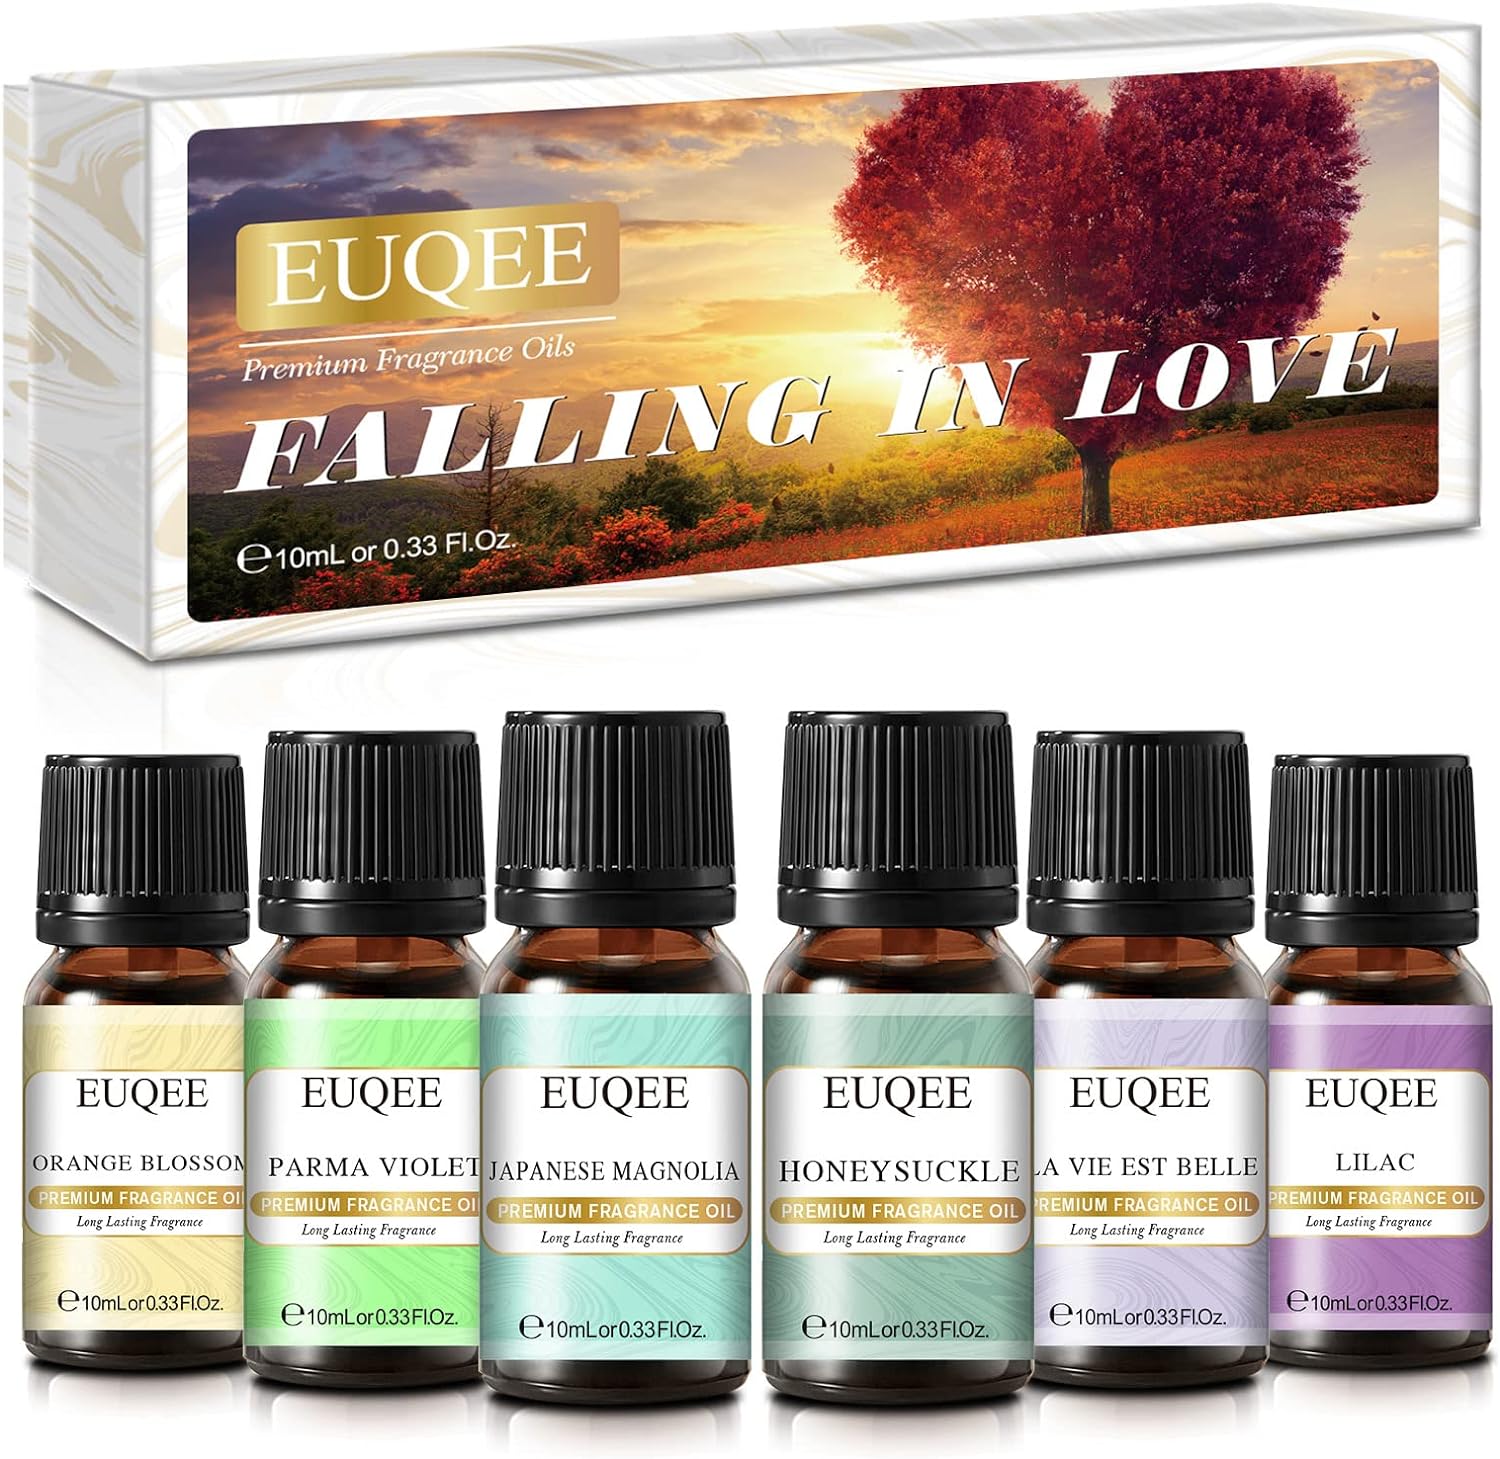 EUQEE
Premium Fragrance Oils
FALLING IN LOVE
℮10mL or 0.33 Fl.Oz.
EUQEE
ORANGE BLOSSOM
PREMIUM FRAGRANCE OIL
Long Lasting Fragrance
℮10mLor0.33Fl.Oz.
EUQEE
PARMA VIOLET
PREMIUM FRAGRANCE OIL
Long Lasting Fragrance
℮10mLor0.33Fl.Oz.
EUQEE
JAPANESE MAGNOLIA
PREMIUM FRAGRANCE OIL
Long Lasting Fragrance
℮10mLor0.33Fl.Oz.
EUQEE
HONEYSUCKLE
PREMIUM FRAGRANCE OIL
Long Lasting Fragrance
℮10mLor0.33Fl.Oz.
EUQEE
LA VIE EST BELLE
PREMIUM FRAGRANCE OIL
Long Lasting Fragrance
℮10mLor0.33Fl.Oz.
EUQEE
LILAC
PREMIUM FRAGRANCE OIL
Long Lasting Fragrance
℮10mLor0.33Fl.Oz.